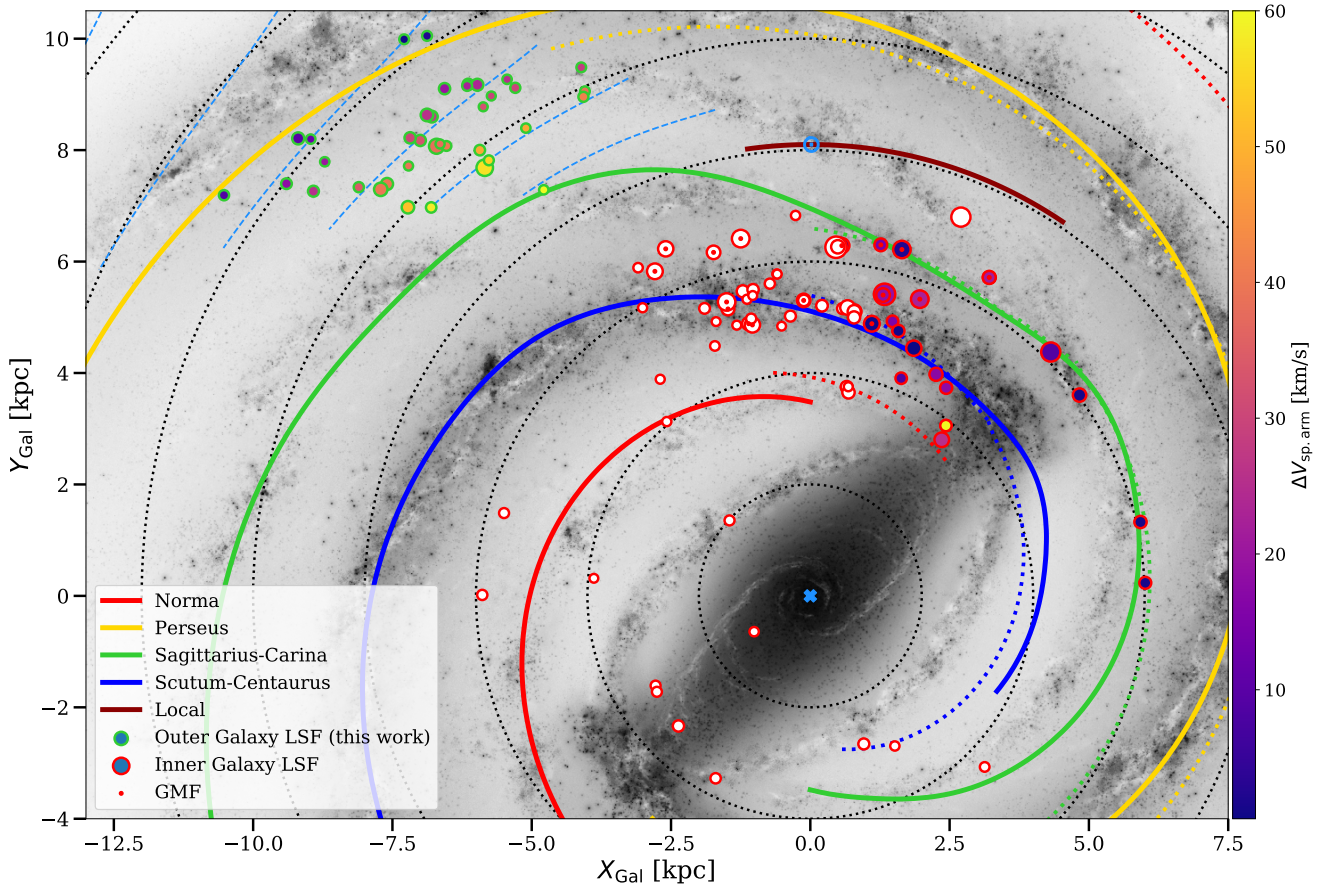 10
8
6
4
2
0
−2
−4
Y_Gal [kpc]
Norma
Perseus
Sagittarius-Carina
Scutum-Centaurus
Local
Outer Galaxy LSF (this work)
Inner Galaxy LSF
GMF
−12.5 −10.0 −7.5 −5.0 −2.5 0.0 2.5 5.0 7.5
X_Gal [kpc]
60
50
40
30
20
10
ΔV_sp. arm [km/s]